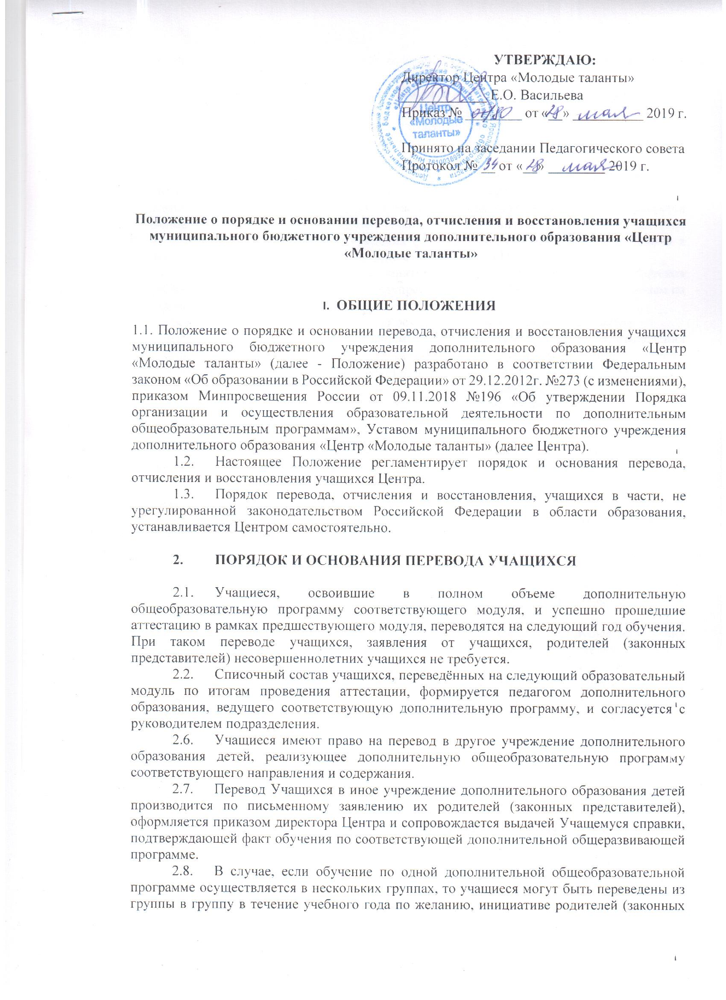 УТВЕРЖДАЮ:
Директор Центра «Молодые таланты»
Е.О. Васильева
Приказ № от «28» мая 2019 г.
Принято на заседании Педагогического совета
Протокол № 34 от «28» мая 2019 г.
Центр
«Молодые
таланты»
Положение о порядке и основании перевода, отчисления и восстановления учащихся
муниципального бюджетного учреждения дополнительного образования «Центр
«Молодые таланты»
I. ОБЩИЕ ПОЛОЖЕНИЯ
1.1. Положение о порядке и основании перевода, отчисления и восстановления учащихся
муниципального бюджетного учреждения дополнительного образования «Центр
«Молодые таланты» (далее - Положение) разработано в соответствии Федеральным
законом «Об образовании в Российской Федерации» от 29.12.2012г. №273 (с изменениями),
приказом Минпросвещения России от 09.11.2018 №196 «Об утверждении Порядка
организации и осуществления образовательной деятельности по дополнительным
общеобразовательным программам», Уставом муниципального бюджетного учреждения
дополнительного образования «Центр «Молодые таланты» (далее Центра).
1.2. Настоящее Положение регламентирует порядок и основания перевода,
отчисления и восстановления учащихся Центра.
1.3. Порядок перевода, отчисления и восстановления, учащихся в части, не
урегулированной законодательством Российской Федерации в области образования,
устанавливается Центром самостоятельно.
2. ПОРЯДОК И ОСНОВАНИЯ ПЕРЕВОДА УЧАЩИХСЯ
2.1. Учащиеся, освоившие в полном объеме дополнительную
общеобразовательную программу соответствующего модуля, и успешно прошедшие
аттестацию в рамках предшествующего модуля, переводятся на следующий год обучения.
При таком переводе учащихся, заявления от учащихся, родителей (законных
представителей) несовершеннолетних учащихся не требуется.
2.2. Списочный состав учащихся, переведённых на следующий образовательный
модуль по итогам проведения аттестации, формируется педагогом дополнительного
образования, ведущего соответствующую дополнительную программу, и согласуется с
руководителем подразделения.
2.6. Учащиеся имеют право на перевод в другое учреждение дополнительного
образования детей, реализующее дополнительную общеобразовательную программу
соответствующего направления и содержания.
2.7. Перевод Учащихся в иное учреждение дополнительного образования детей
производится по письменному заявлению их родителей (законных представителей),
оформляется приказом директора Центра и сопровождается выдачей Учащемуся справки,
подтверждающей факт обучения по соответствующей дополнительной общеразвивающей
программе.
2.8. В случае, если обучение по одной дополнительной общеобразовательной
программе осуществляется в нескольких группах, то учащиеся могут быть переведены из
группы в группу в течение учебного года по желанию, инициативе родителей (законных